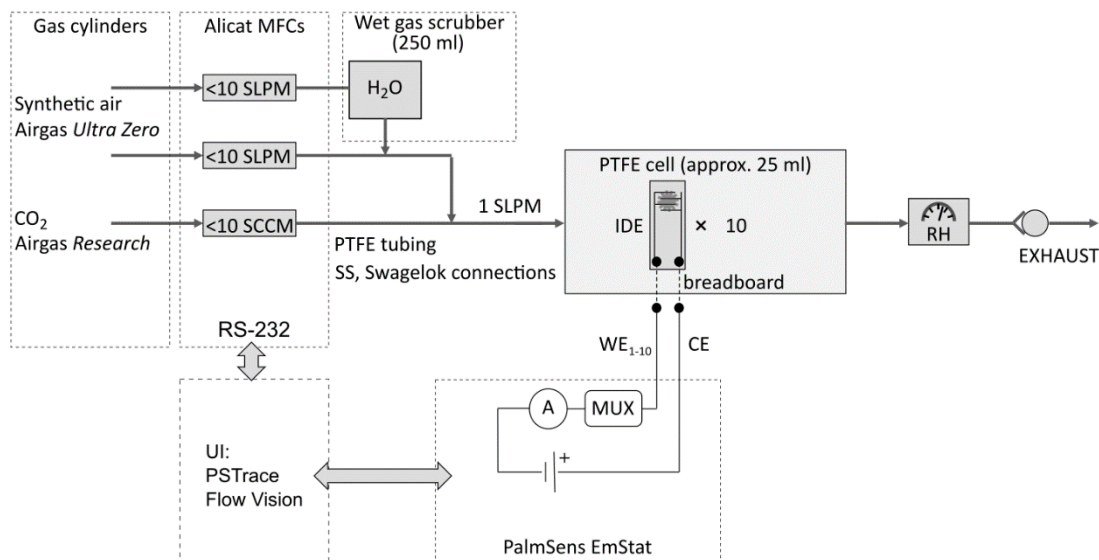 Gas cylinders
Alicat MFCs
Wet gas scrubber
(250 ml)
<10 SLPM
H₂O
Synthetic air
Airgas Ultra Zero
<10 SLPM
PTFE cell (approx. 25 ml)
CO₂
Airgas Research
<10 SCCM
1 SLPM
IDE
× 10
RH
PTFE tubing
SS, Swagelok connections
EXHAUST
breadboard
RS-232
WE₁₋₁₀
CE
A
MUX
+
UI:
PSTrace
Flow Vision
PalmSens EmStat